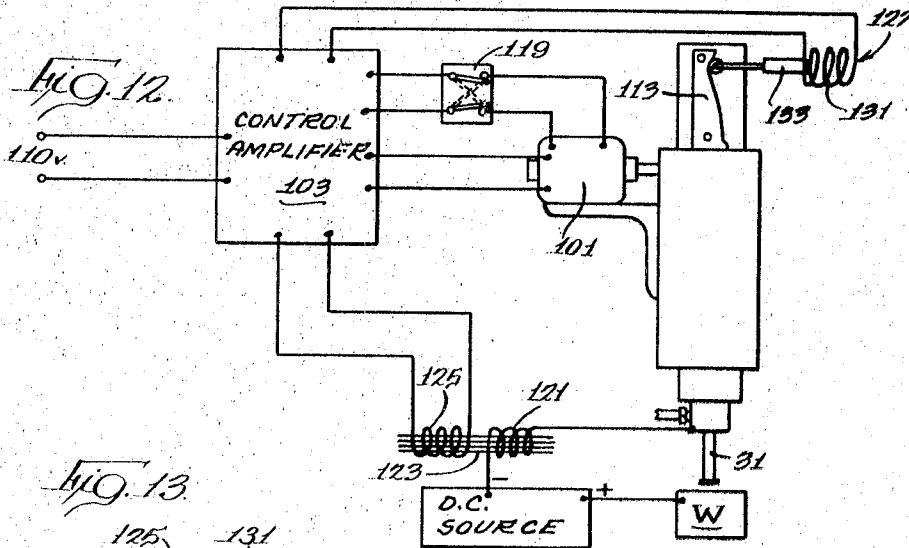 Fig. 12.
110v.
CONTROL
AMPLIFIER
103
119
101
113
133
131
122
125
121
123
31
-
+
D.C.
SOURCE
W
Fig. 13.
125
131